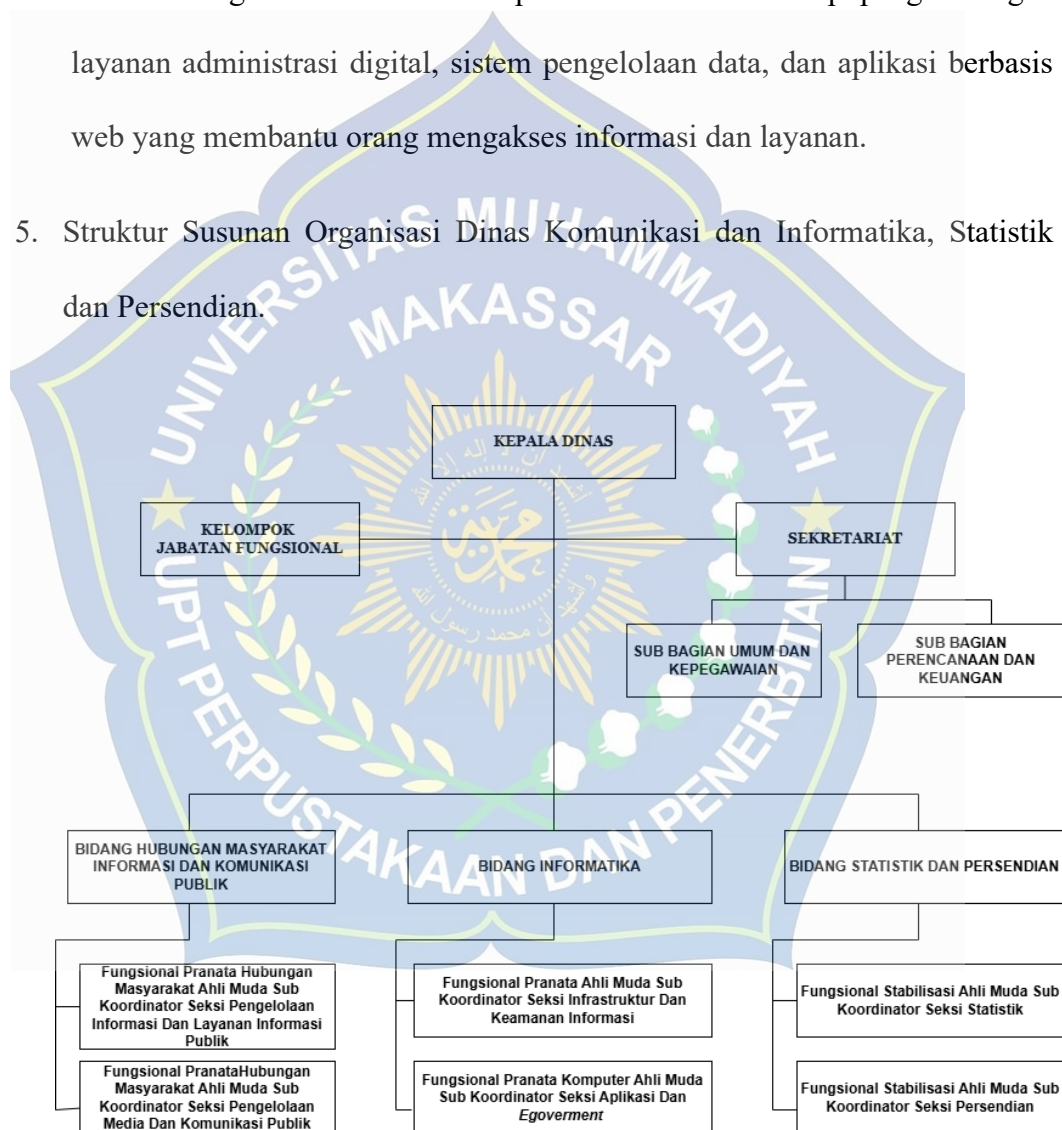 layanan administrasi digital, sistem pengelolaan data, dan aplikasi berbasis
web yang membantu orang mengakses informasi dan layanan.
5. Struktur Susunan Organisasi Dinas Komunikasi dan Informatika, Statistik
dan Persendian.
UNIVERSITAS MUHAMMADIYAH
MAKASSAR
UPT PERPUSTAKAAN DAN PENERBITAN
KEPALA DINAS
KELOMPOK
JABATAN FUNGSIONAL
SEKRETARIAT
SUB BAGIAN UMUM DAN
KEPEGAWAIAN
SUB BAGIAN
PERENCANAAN DAN
KEUANGAN
BIDANG HUBUNGAN MASYARAKAT
INFORMASI DAN KOMUNIKASI
PUBLIK
BIDANG INFORMATIKA
BIDANG STATISTIK DAN PERSENDIAN
Fungsional Pranata Hubungan
Masyarakat Ahli Muda Sub
Koordinator Seksi Pengelolaan
Informasi Dan Layanan Informasi
Publik
Fungsional Pranata Ahli Muda Sub
Koordinator Seksi Infrastruktur Dan
Keamanan Informasi
Fungsional Stabilisasi Ahli Muda Sub
Koordinator Seksi Statistik
Fungsional PranataHubungan
Masyarakat Ahli Muda Sub
Koordinator Seksi Pengelolaan
Media Dan Komunikasi Publik
Fungsional Pranata Komputer Ahli Muda
Sub Koordinator Seksi Aplikasi Dan
Egoverment
Fungsional Stabilisasi Ahli Muda Sub
Koordinator Seksi Persendian